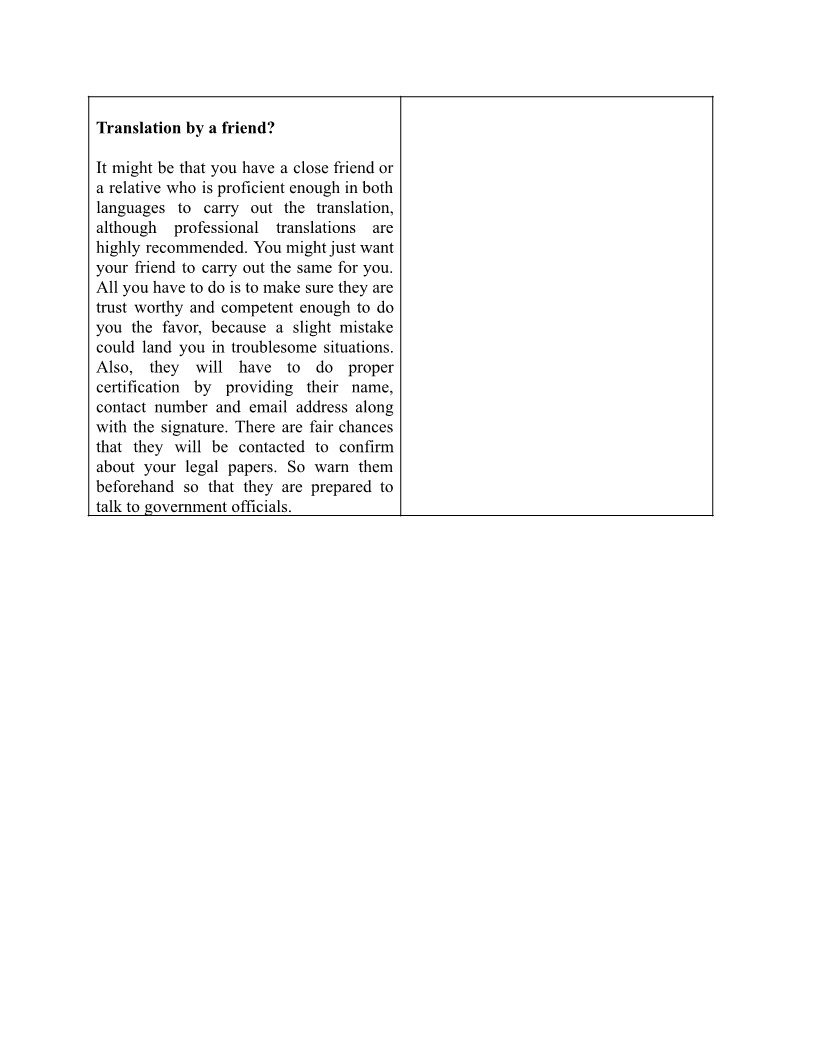 Translation by a friend?
It might be that you have a close friend or
a relative who is proficient enough in both
languages to carry out the translation,
although professional translations are
highly recommended. You might just want
your friend to carry out the same for you.
All you have to do is to make sure they are
trust worthy and competent enough to do
you the favor, because a slight mistake
could land you in troublesome situations.
Also, they will have to do proper
certification by providing their name,
contact number and email address along
with the signature. There are fair chances
that they will be contacted to confirm
about your legal papers. So warn them
beforehand so that they are prepared to
talk to government officials.